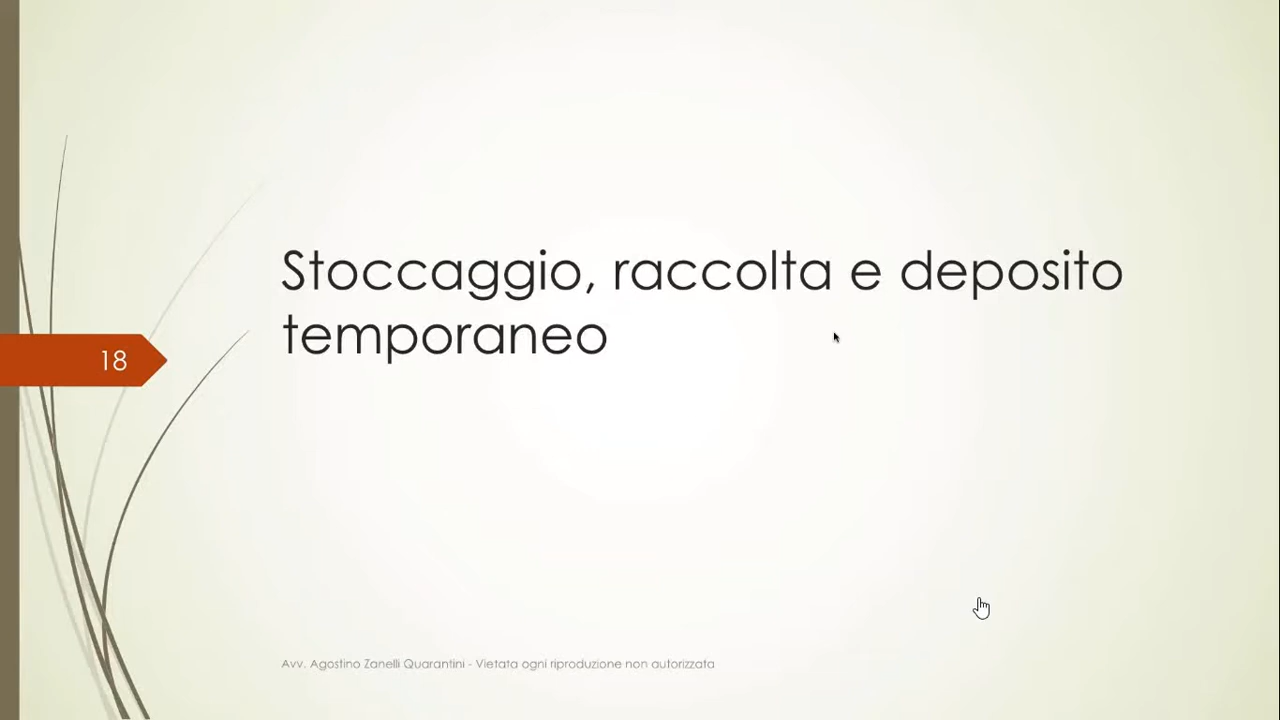 Stoccaggio, raccolta e deposito
temporaneo
18
Avv. Agostino Zanelli Quarantini - Vietata ogni riproduzione non autorizzata